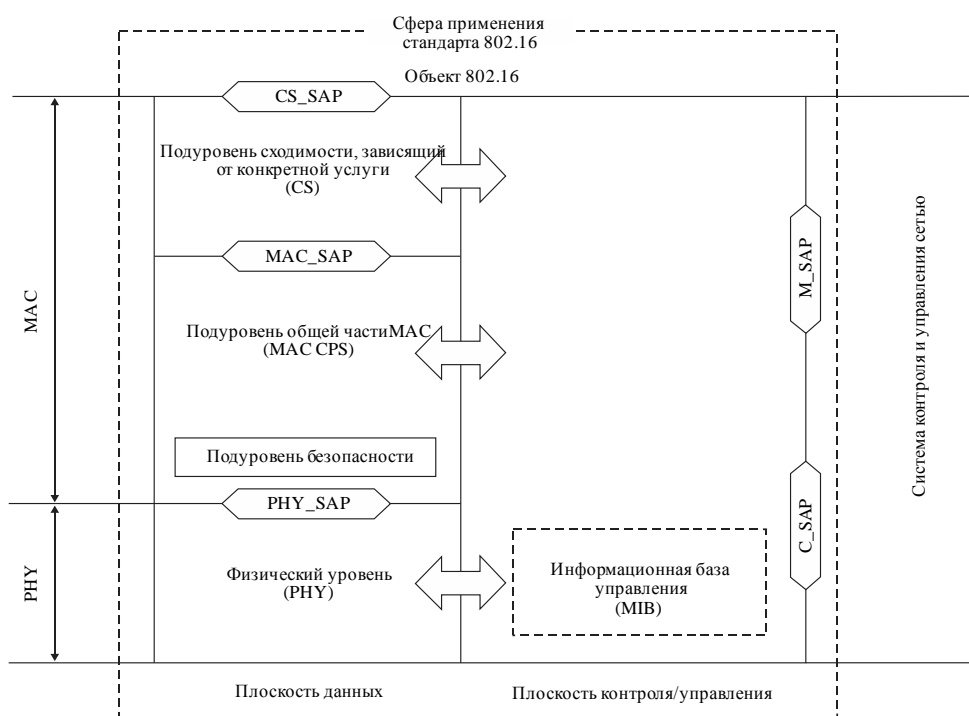 Сфера применения
стандарта 802.16
Объект 802.16
CS_SAP
Подуровень сходимости, зависящий
от конкретной услуги
(CS)
MAC_SAP
M_SAP
MAC
Подуровень общей частиMAC
(MAC CPS)
Система контроля и управления сетью
Подуровень безопасности
PHY_SAP
C_SAP
PHY
Физический уровень
(PHY)
Информационная база
управления
(MIB)
Плоскость данных
Плоскость контроля/управления